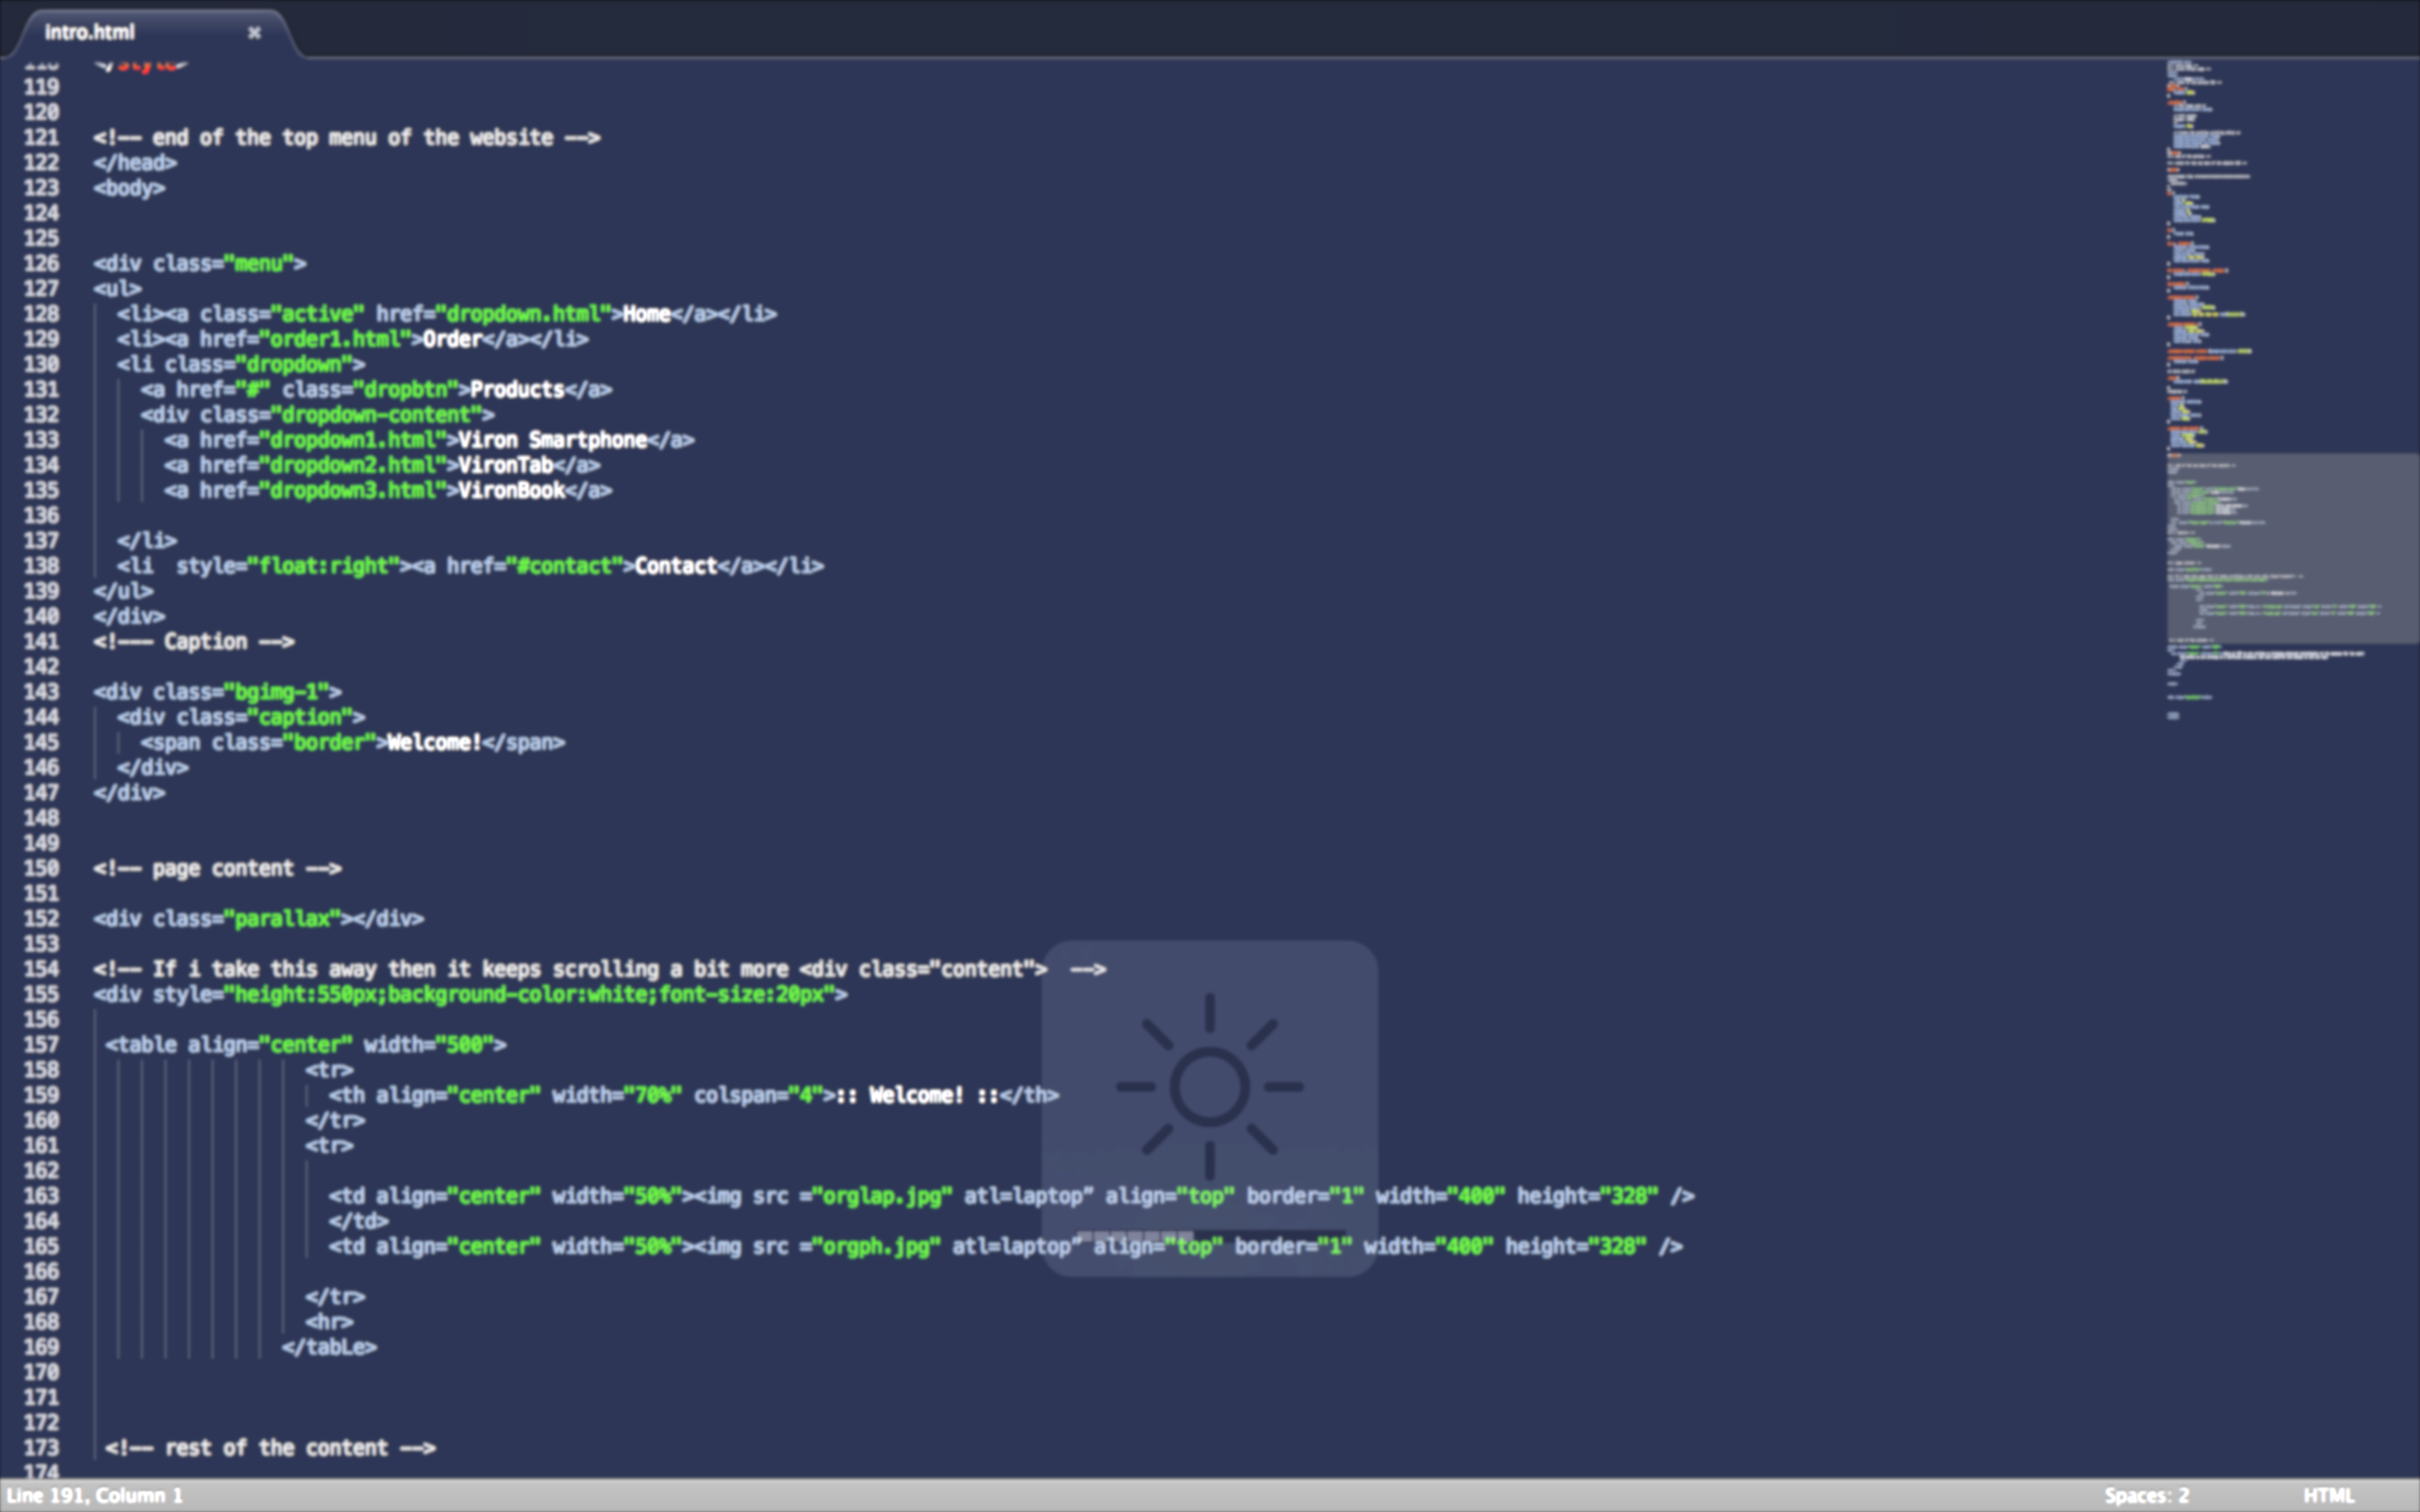 intro.html ×
118 </style>
119
120
121 <!-- end of the top menu of the website -->
122 </head>
123 <body>
124
125
126 <div class="menu">
127 <ul>
128   <li><a class="active" href="dropdown.html">Home</a></li>
129   <li><a href="order1.html">Order</a></li>
130   <li class="dropdown">
131     <a href="#" class="dropbtn">Products</a>
132     <div class="dropdown-content">
133       <a href="dropdown1.html">Viron Smartphone</a>
134       <a href="dropdown2.html">VironTab</a>
135       <a href="dropdown3.html">VironBook</a>
136
137   </li>
138   <li  style="float:right"><a href="#contact">Contact</a></li>
139 </ul>
140 </div>
141 <!--- Caption -->
142
143 <div class="bgimg-1">
144   <div class="caption">
145     <span class="border">Welcome!</span>
146   </div>
147 </div>
148
149
150 <!-- page content -->
151
152 <div class="parallax"></div>
153
154 <!-- If i take this away then it keeps scrolling a bit more <div class="content">  -->
155 <div style="height:550px;background-color:white;font-size:20px">
156
157  <table align="center" width="500">
158                   <tr>
159                     <th align="center" width="70%" colspan="4">:: Welcome! ::</th>
160                   </tr>
161                   <tr>
162
163                     <td align="center" width="50%"><img src ="orglap.jpg" atl=laptop” align="top" border="1" width="400" height="328" />
164                     </td>
165                     <td align="center" width="50%"><img src ="orgph.jpg" atl=laptop” align="top" border="1" width="400" height="328" />
166
167                   </tr>
168                   <hr>
169                 </tabLe>
170
171
172
173  <!-- rest of the content -->
174
Line 191, Column 1 Spaces: 2 HTML